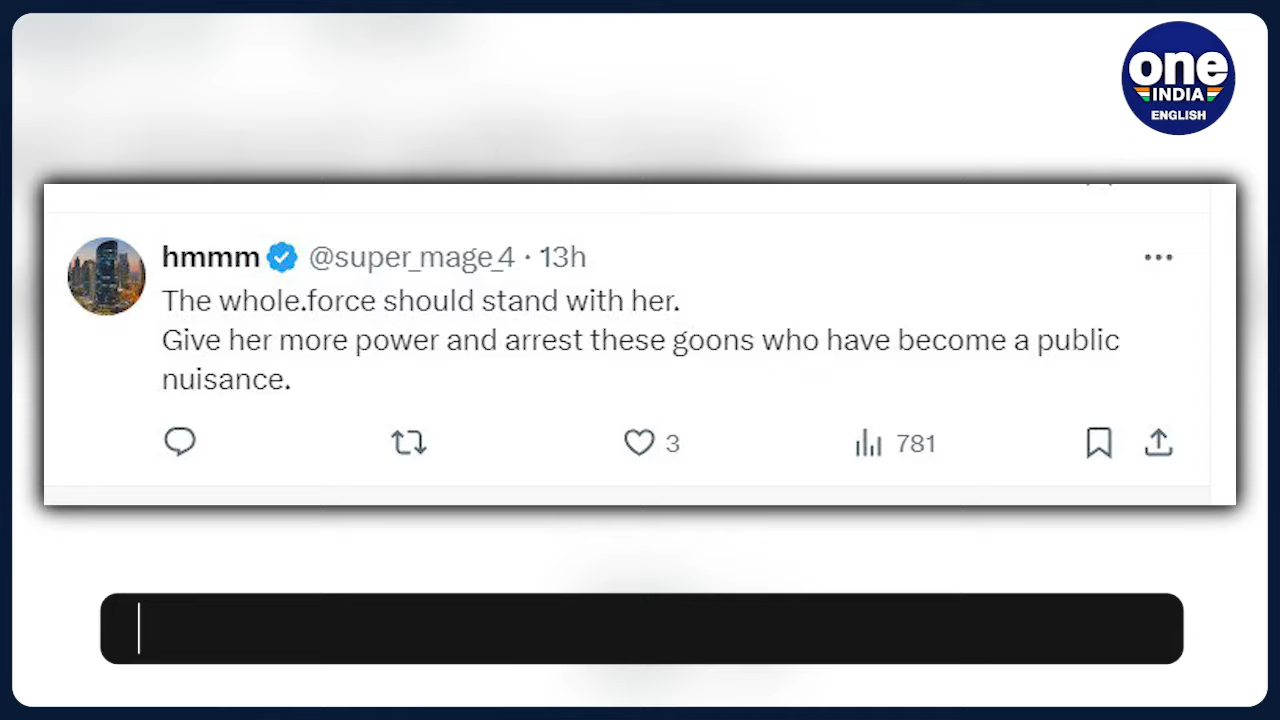 one
INDIA
ENGLISH
hmmm @super_mage_4 · 13h
The whole.force should stand with her.
Give her more power and arrest these goons who have become a public
nuisance.
3 781